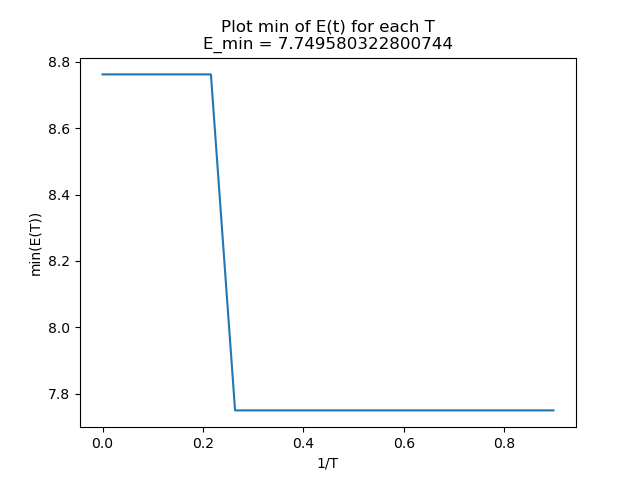 Plot min of E(t) for each T
E_min = 7.749580322800744
8.8
8.6
8.4
8.2
8.0
7.8
min(E(T))
0.0 0.2 0.4 0.6 0.8
1/T